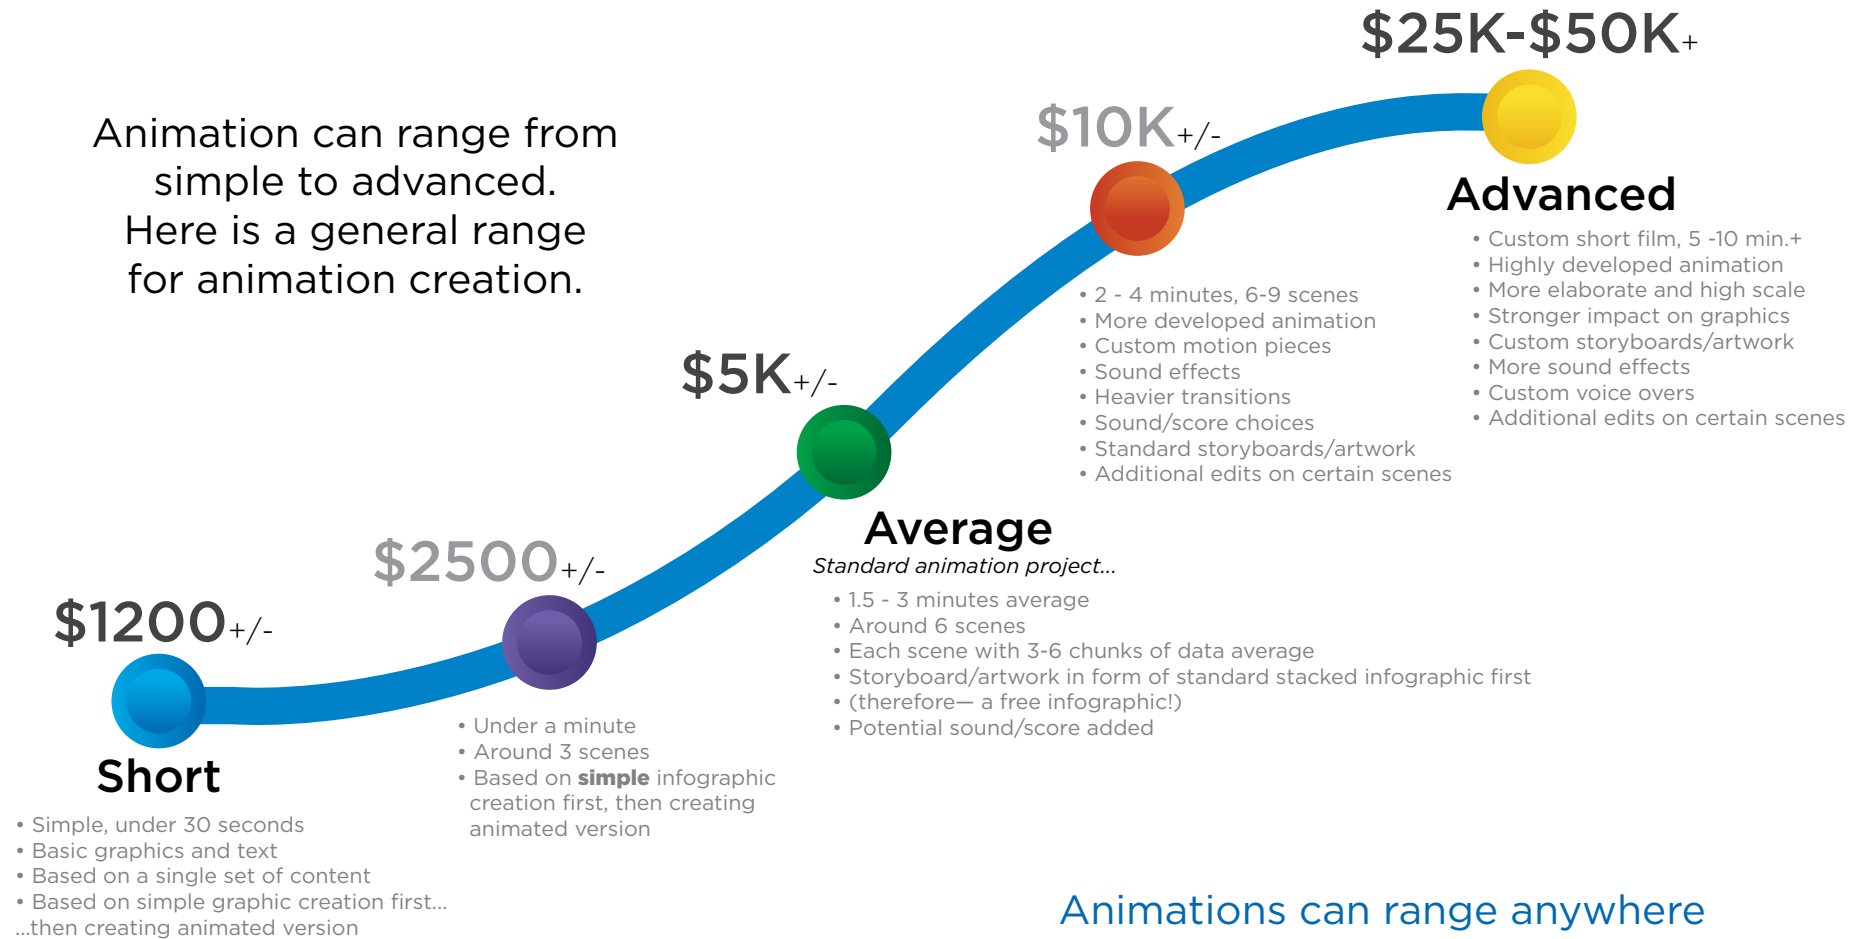 Animation can range from
simple to advanced.
Here is a general range
for animation creation.
$1200+/-
Short
• Simple, under 30 seconds
• Basic graphics and text
• Based on a single set of content
• Based on simple graphic creation first...
...then creating animated version
$2500+/-
• Under a minute
• Around 3 scenes
• Based on simple infographic
creation first, then creating
animated version
$5K+/-
Average
Standard animation project...
• 1.5 - 3 minutes average
• Around 6 scenes
• Each scene with 3-6 chunks of data average
• Storyboard/artwork in form of standard stacked infographic first
• (therefore— a free infographic!)
• Potential sound/score added
$10K+/-
• 2 - 4 minutes, 6-9 scenes
• More developed animation
• Custom motion pieces
• Sound effects
• Heavier transitions
• Sound/score choices
• Standard storyboards/artwork
• Additional edits on certain scenes
$25K-$50K+
Advanced
• Custom short film, 5 -10 min.+
• Highly developed animation
• More elaborate and high scale
• Stronger impact on graphics
• Custom storyboards/artwork
• More sound effects
• Custom voice overs
• Additional edits on certain scenes
Animations can range anywhere